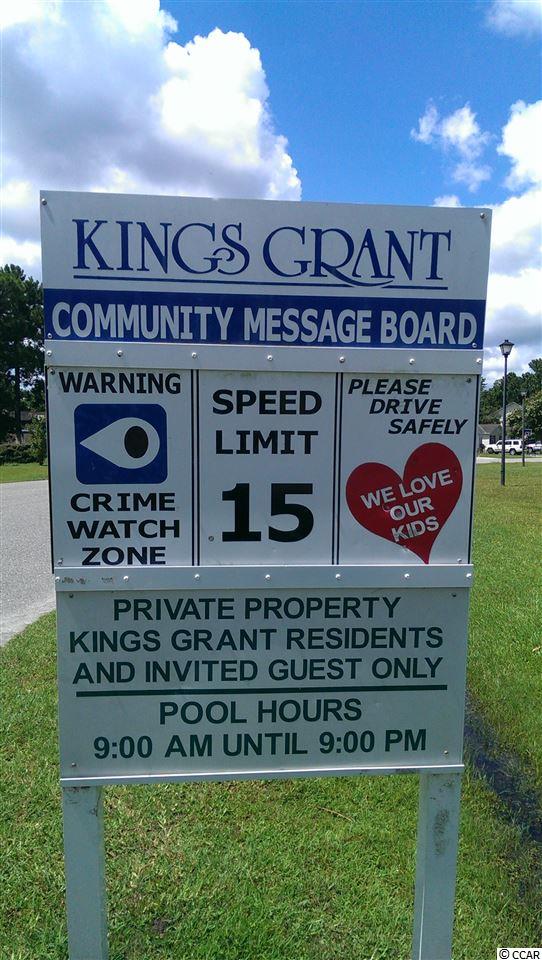 KINGS GRANT
COMMUNITY MESSAGE BOARD
WARNING
CRIME
WATCH
ZONE
SPEED
LIMIT
15
PLEASE
DRIVE
SAFELY
WE LOVE
OUR
KIDS
PRIVATE PROPERTY
KINGS GRANT RESIDENTS
AND INVITED GUEST ONLY
POOL HOURS
9:00 AM UNTIL 9:00 PM
© CCAR